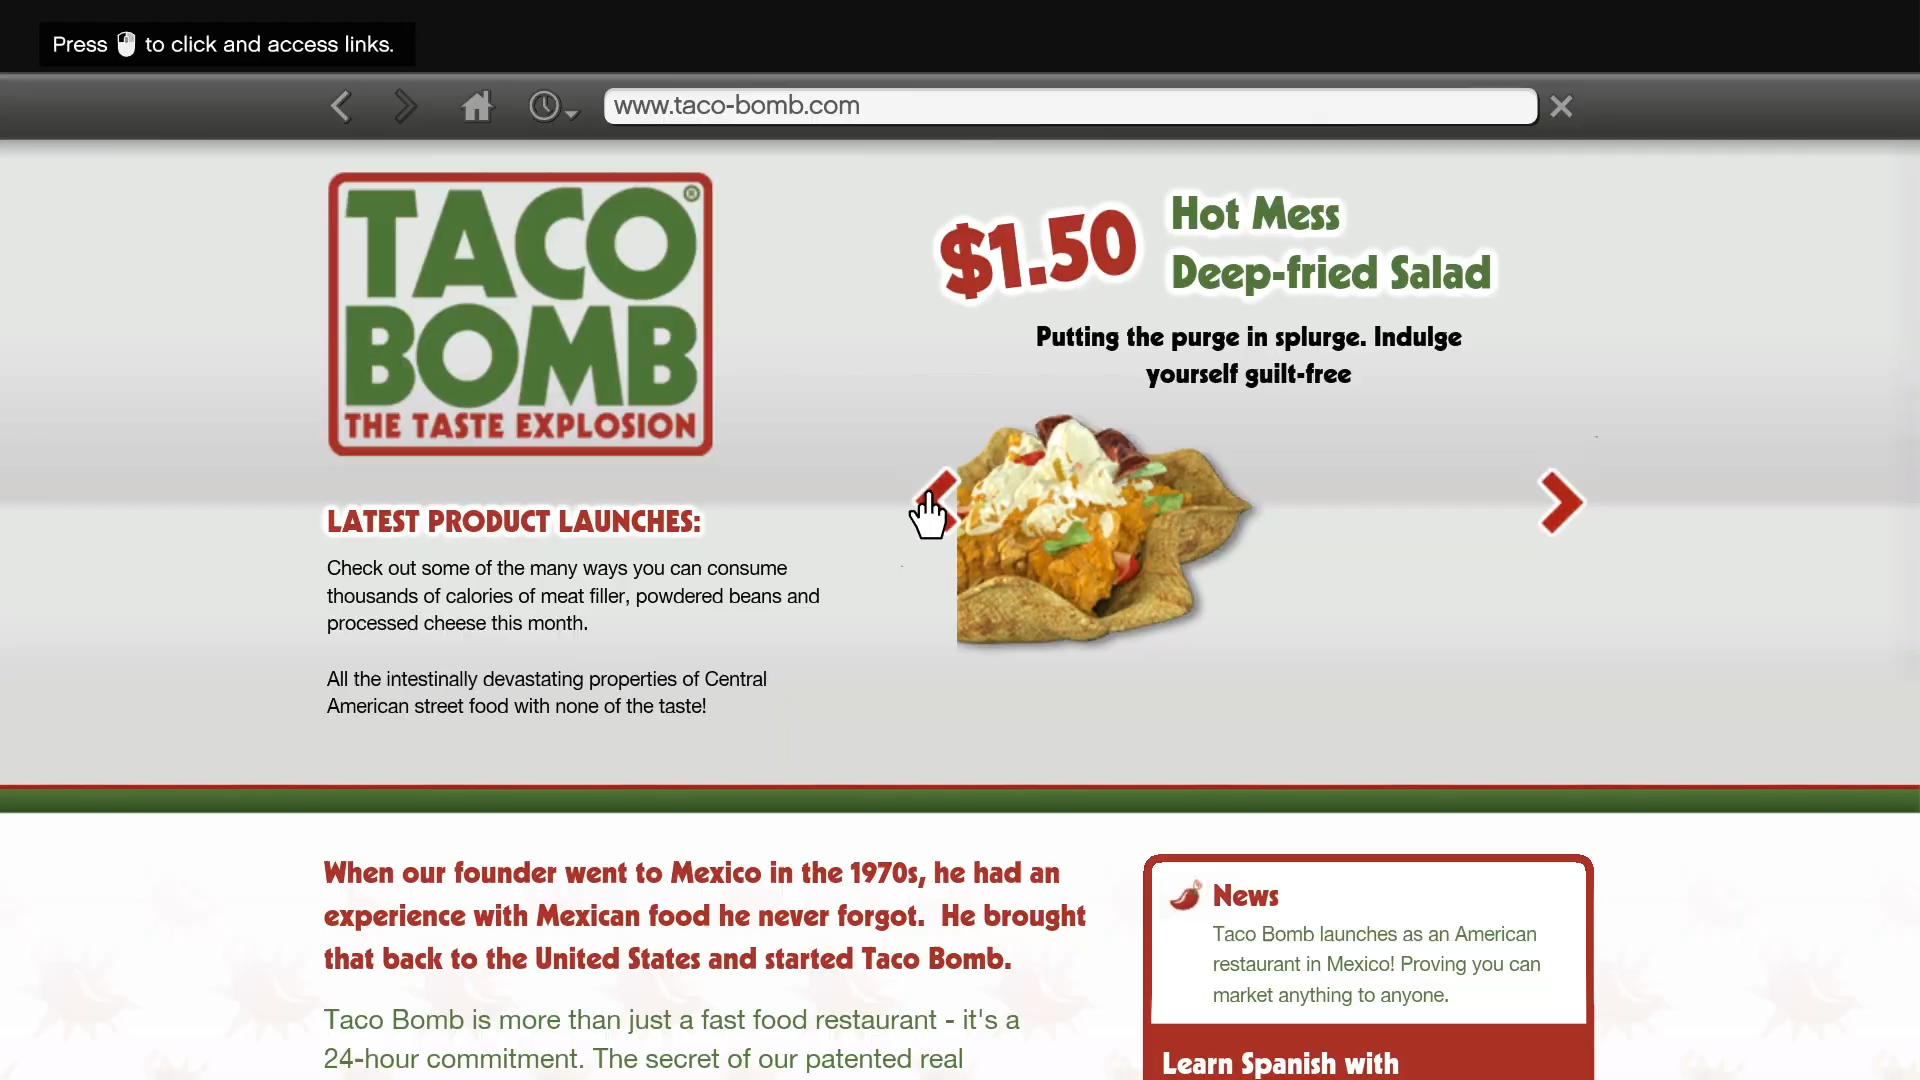 Press to click and access links.
www.taco-bomb.com
TACO
BOMB
®
THE TASTE EXPLOSION
$1.50
Hot Mess
Deep-fried Salad
Putting the purge in splurge. Indulge
yourself guilt-free
LATEST PRODUCT LAUNCHES:
Check out some of the many ways you can consume
thousands of calories of meat filler, powdered beans and
processed cheese this month.
All the intestinally devastating properties of Central
American street food with none of the taste!
When our founder went to Mexico in the 1970s, he had an
experience with Mexican food he never forgot. He brought
that back to the United States and started Taco Bomb.
Taco Bomb is more than just a fast food restaurant - it's a
24-hour commitment. The secret of our patented real
News
Taco Bomb launches as an American
restaurant in Mexico! Proving you can
market anything to anyone.
Learn Spanish with